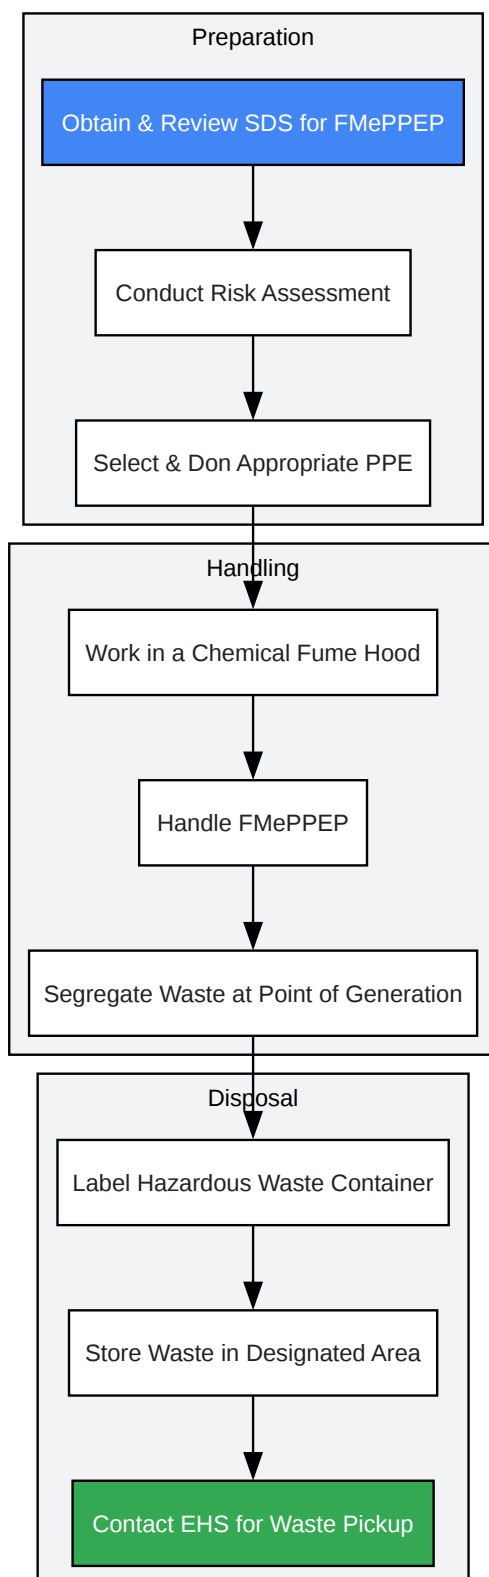 Preparation
Obtain & Review SDS for FMePPEP
Conduct Risk Assessment
Select & Don Appropriate PPE
Handling
Work in a Chemical Fume Hood
Handle FMePPEP
Segregate Waste at Point of Generation
Disposal
Label Hazardous Waste Container
Store Waste in Designated Area
Contact EHS for Waste Pickup